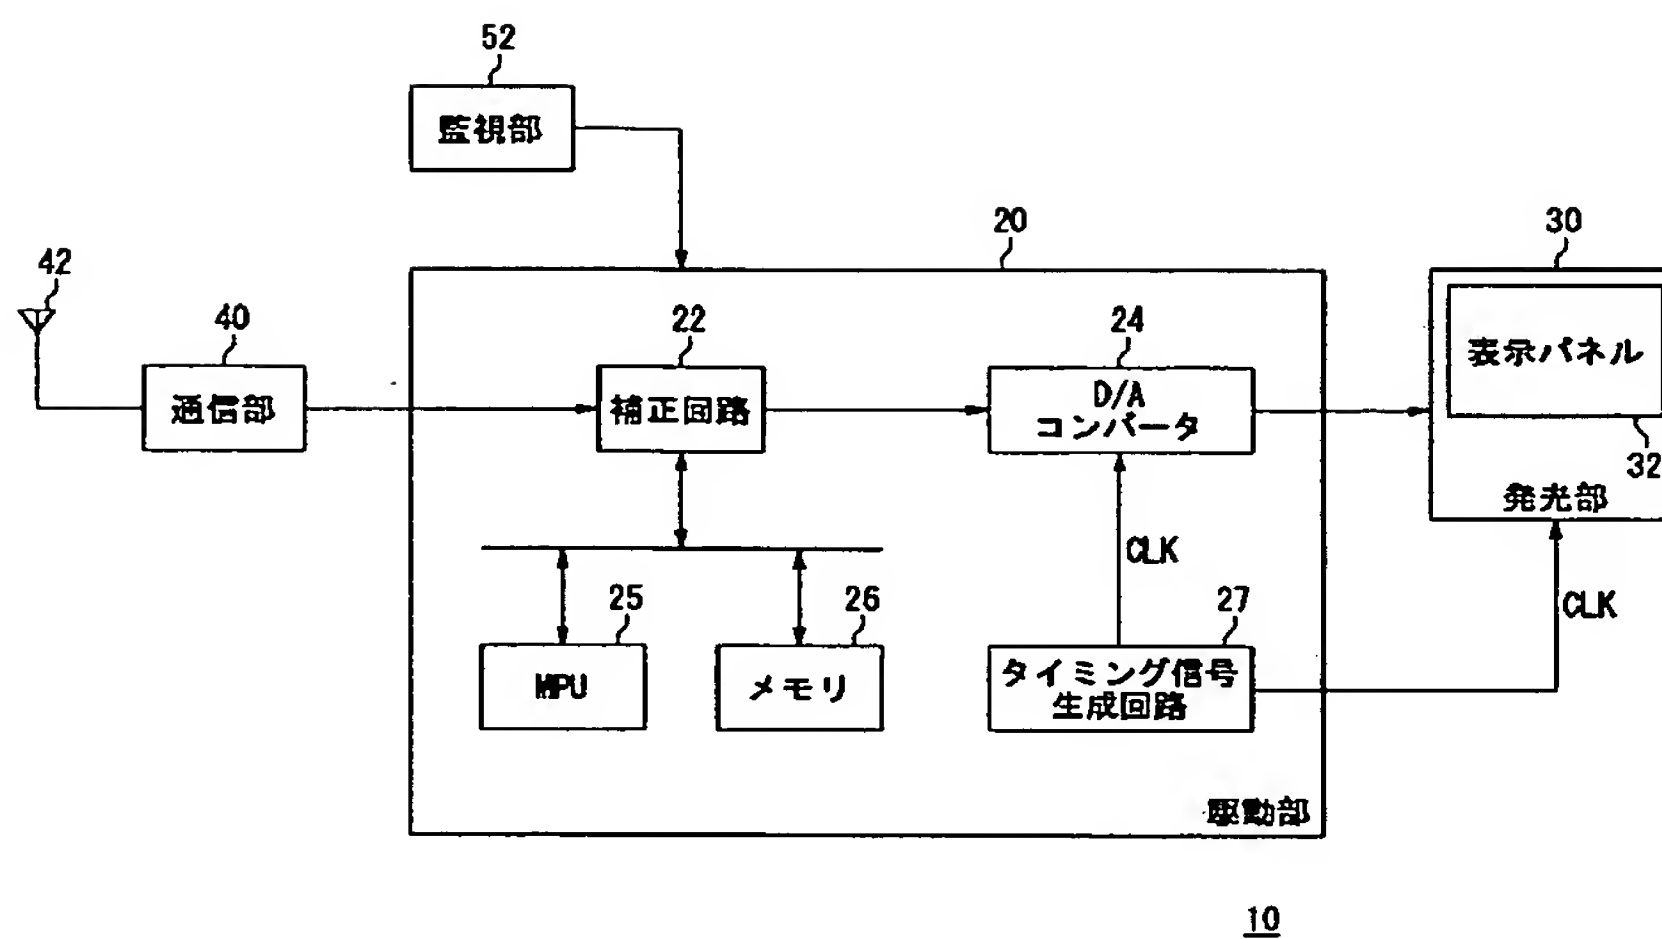 52
監視部
20
30
42
40
22
24
表示パネル
通信部
補正回路
D/A
コンバータ
32
発光部
CLK
25
26
27
CLK
MPU
メモリ
タイミング信号
生成回路
駆動部
10